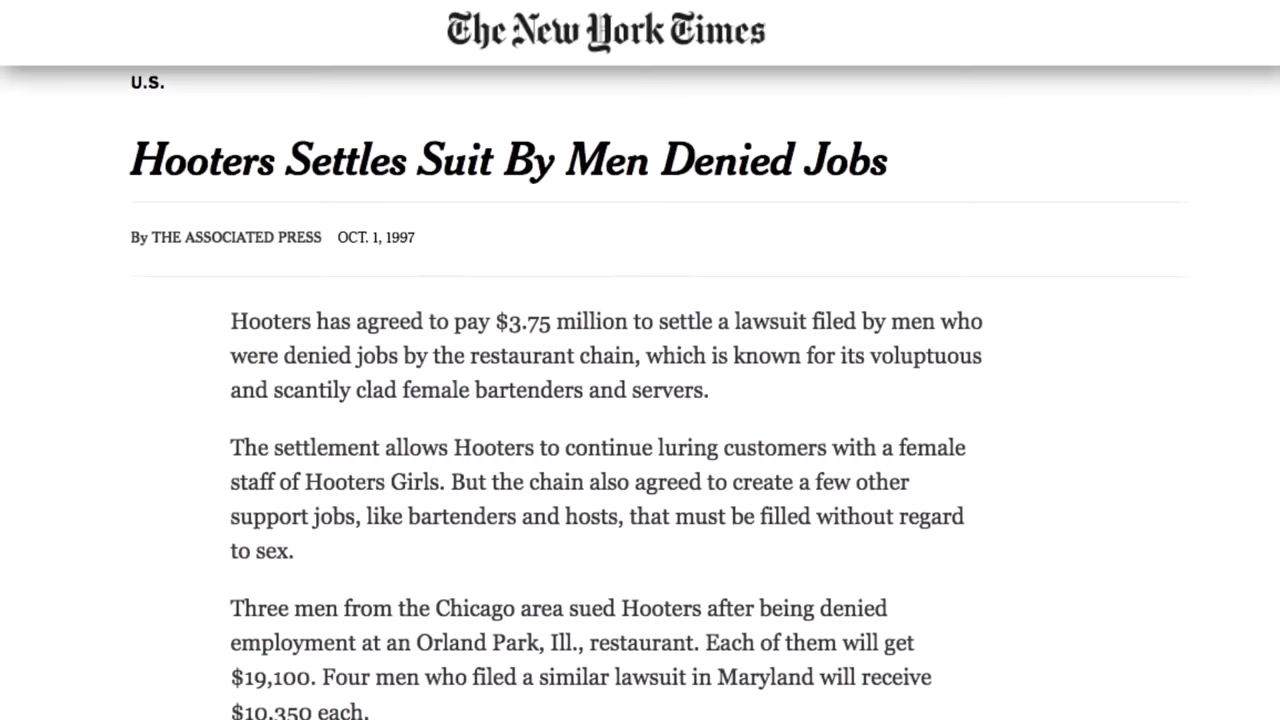 The New York Times
U.S.
Hooters Settles Suit By Men Denied Jobs
By THE ASSOCIATED PRESS OCT. 1, 1997
Hooters has agreed to pay $3.75 million to settle a lawsuit filed by men who
were denied jobs by the restaurant chain, which is known for its voluptuous
and scantily clad female bartenders and servers.
The settlement allows Hooters to continue luring customers with a female
staff of Hooters Girls. But the chain also agreed to create a few other
support jobs, like bartenders and hosts, that must be filled without regard
to sex.
Three men from the Chicago area sued Hooters after being denied
employment at an Orland Park, Ill., restaurant. Each of them will get
$19,100. Four men who filed a similar lawsuit in Maryland will receive
$10,350 each.